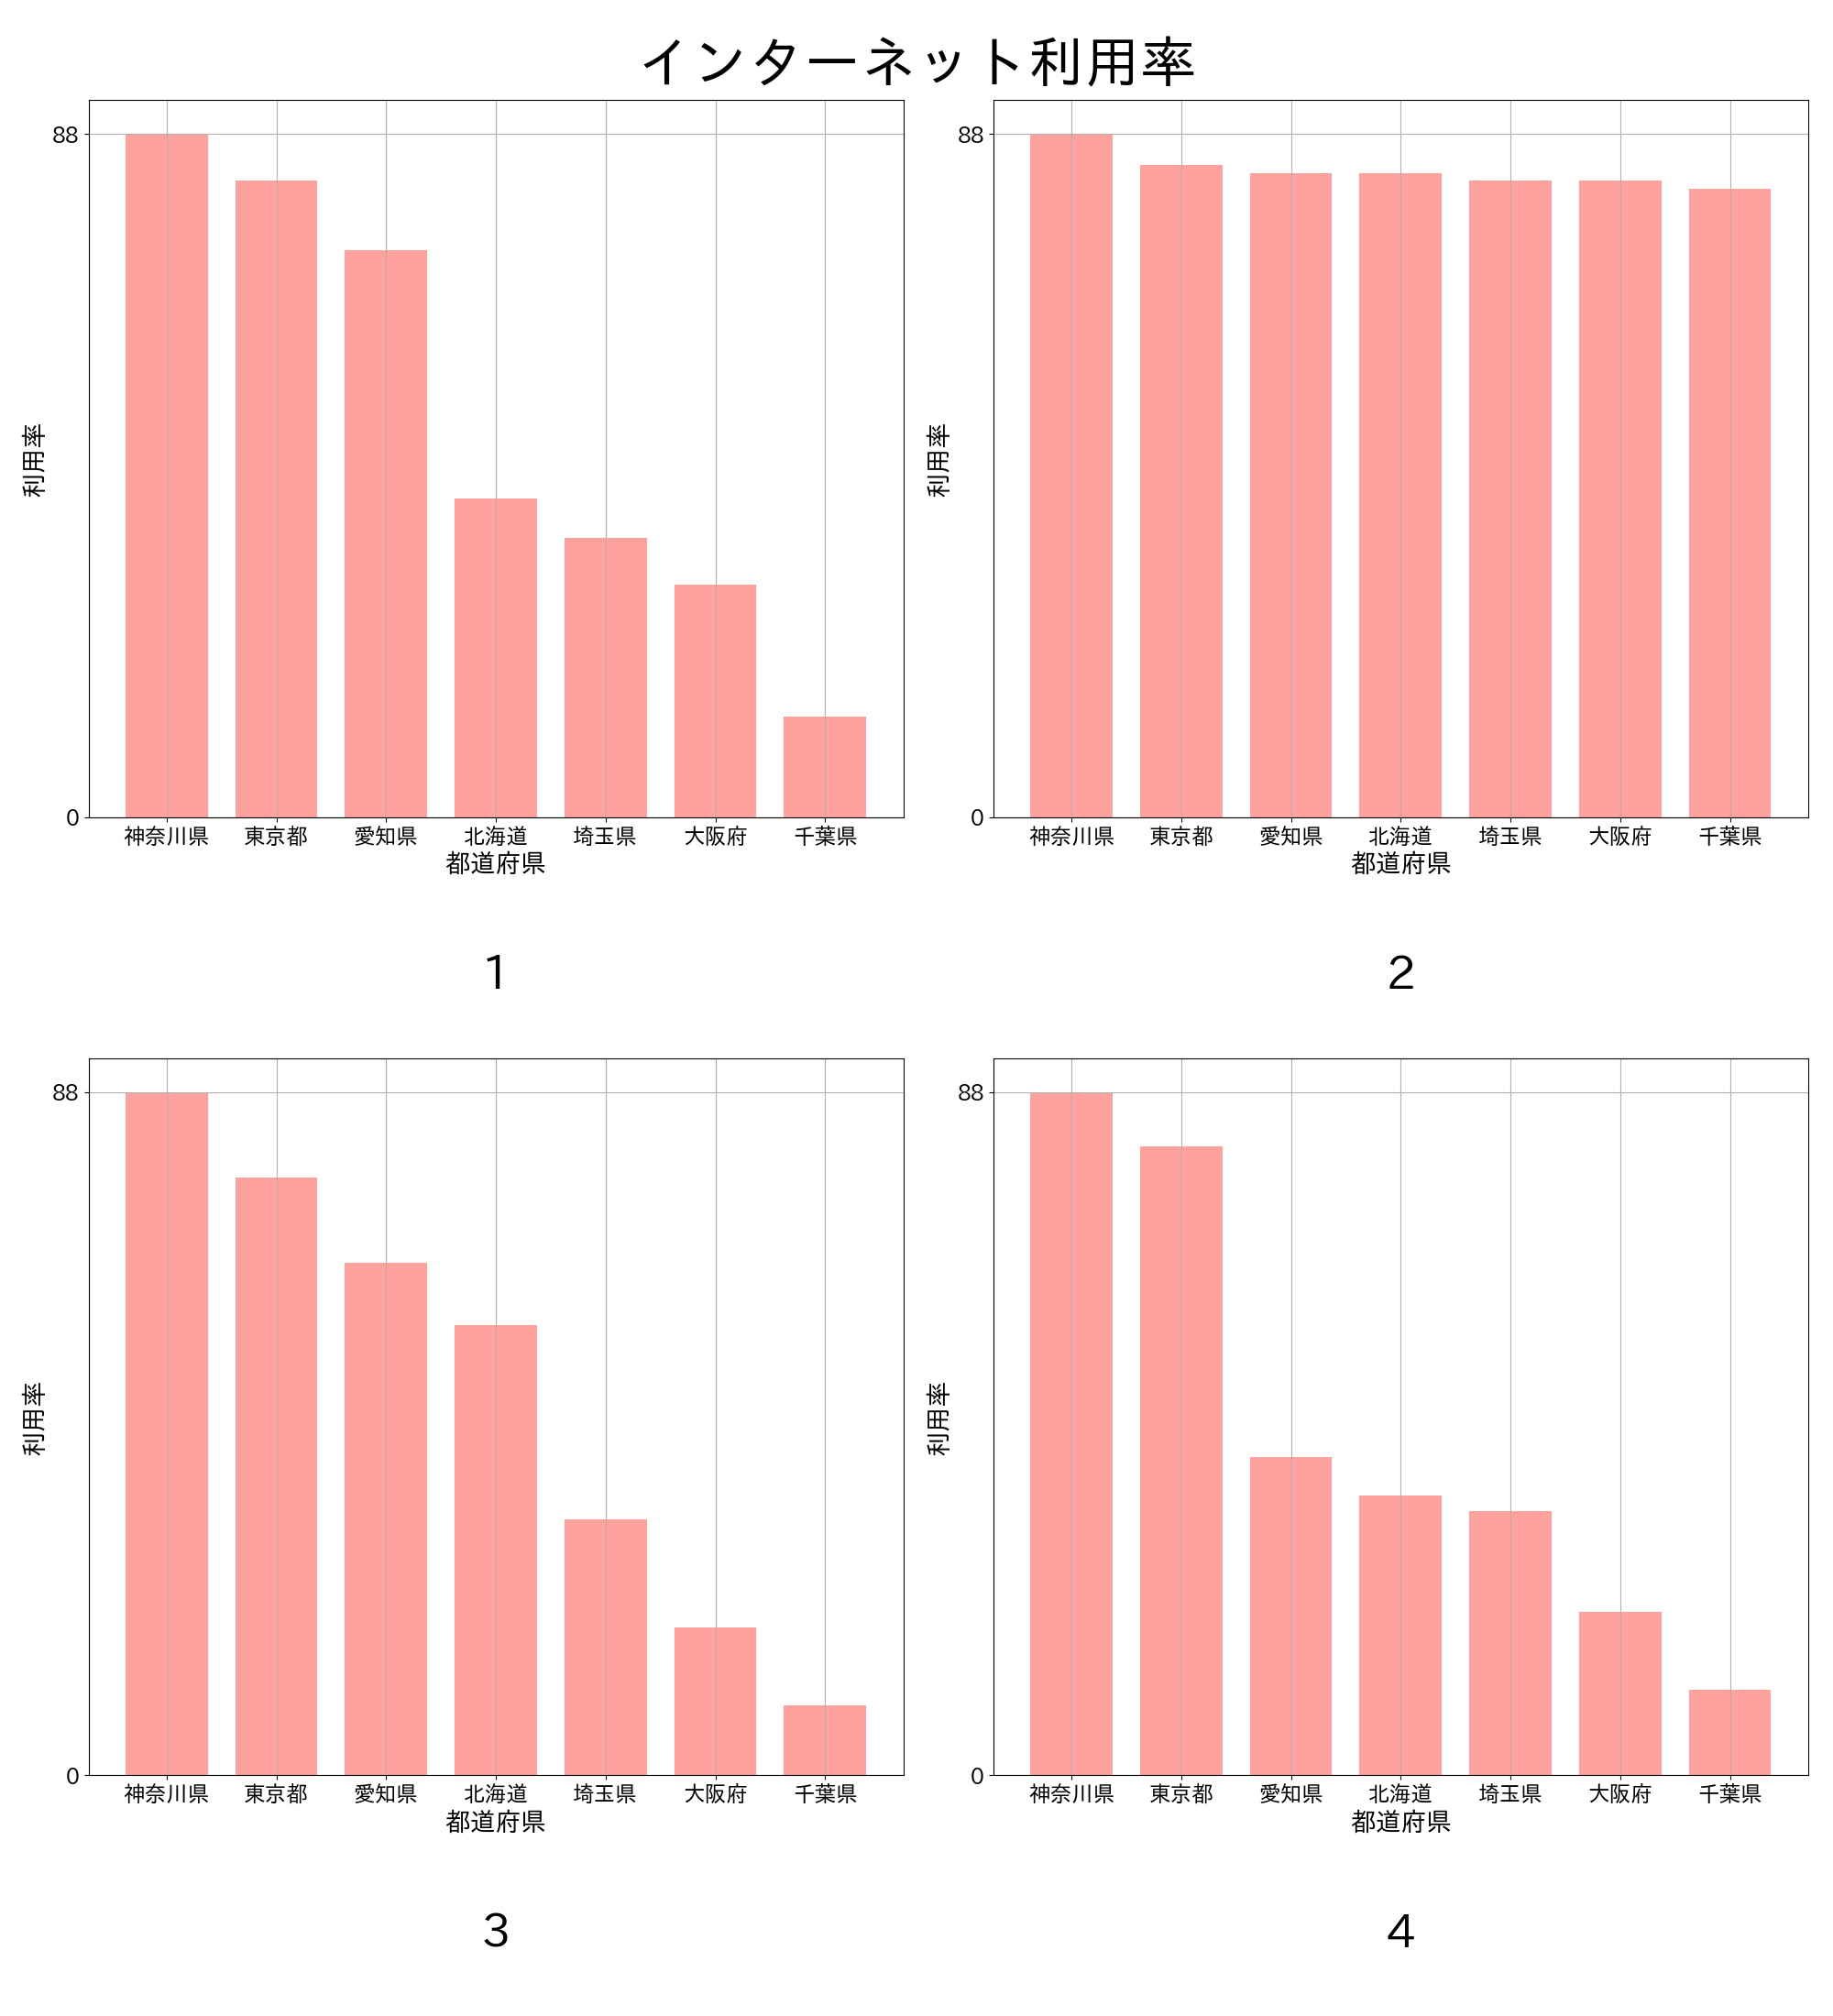 インターネット利用率
88
0
利用率
神奈川県 東京都 愛知県 北海道 埼玉県 大阪府 千葉県
都道府県
1
88
0
利用率
神奈川県 東京都 愛知県 北海道 埼玉県 大阪府 千葉県
都道府県
2
88
0
利用率
神奈川県 東京都 愛知県 北海道 埼玉県 大阪府 千葉県
都道府県
3
88
0
利用率
神奈川県 東京都 愛知県 北海道 埼玉県 大阪府 千葉県
都道府県
4